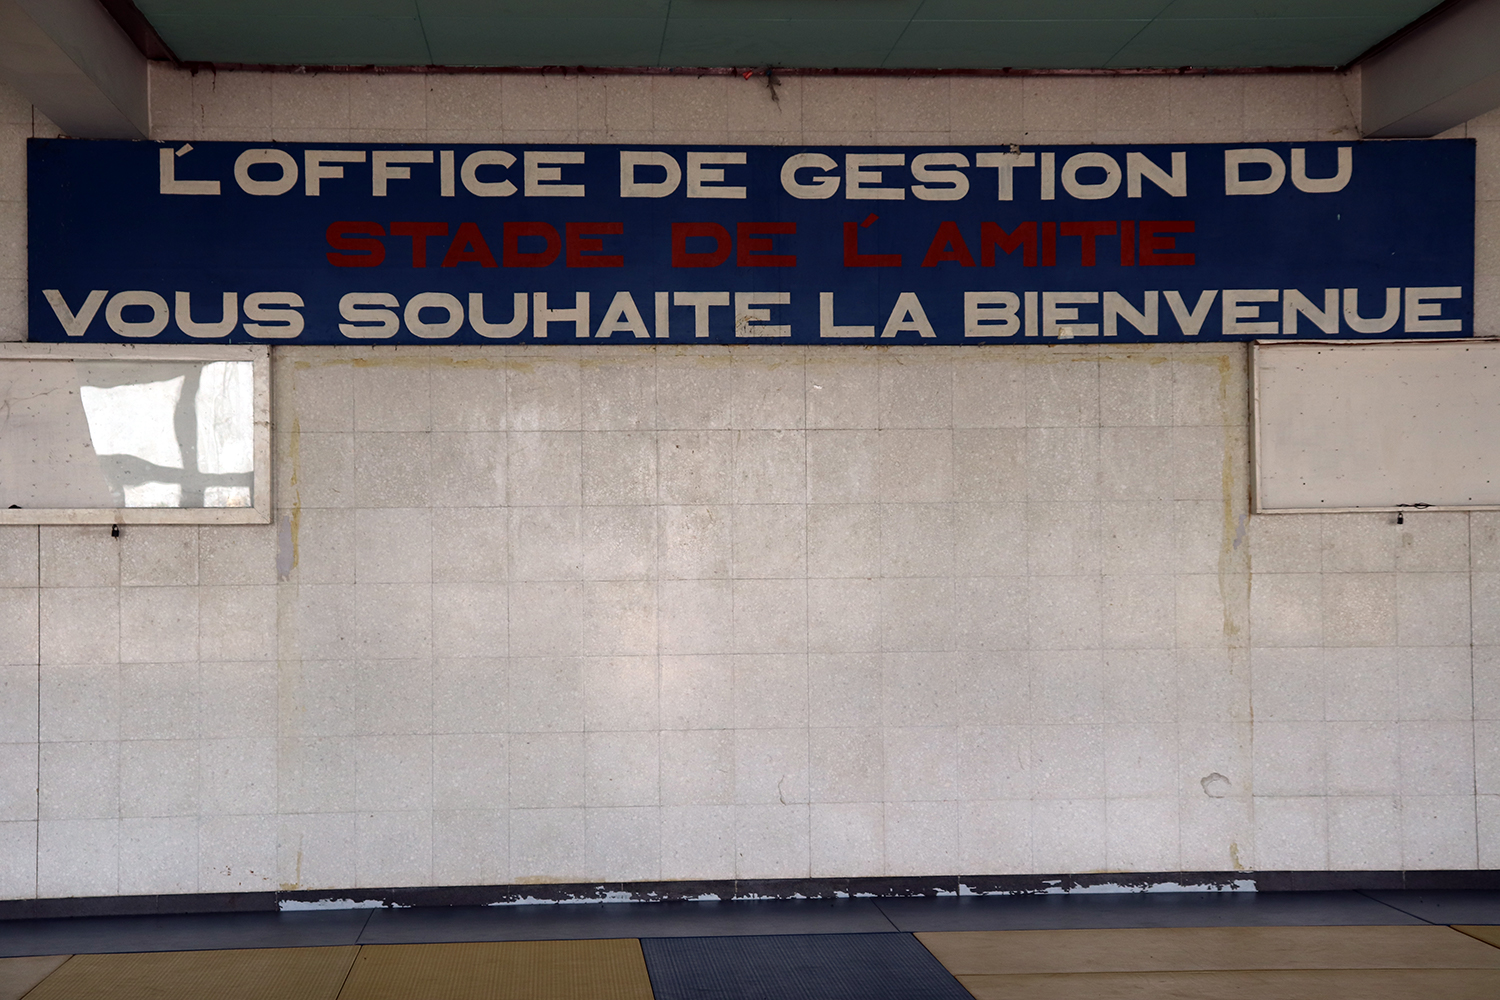 L'OFFICE DE GESTION DU
STADE DE L'AMITIE
VOUS SOUHAITE LA BIENVENUE